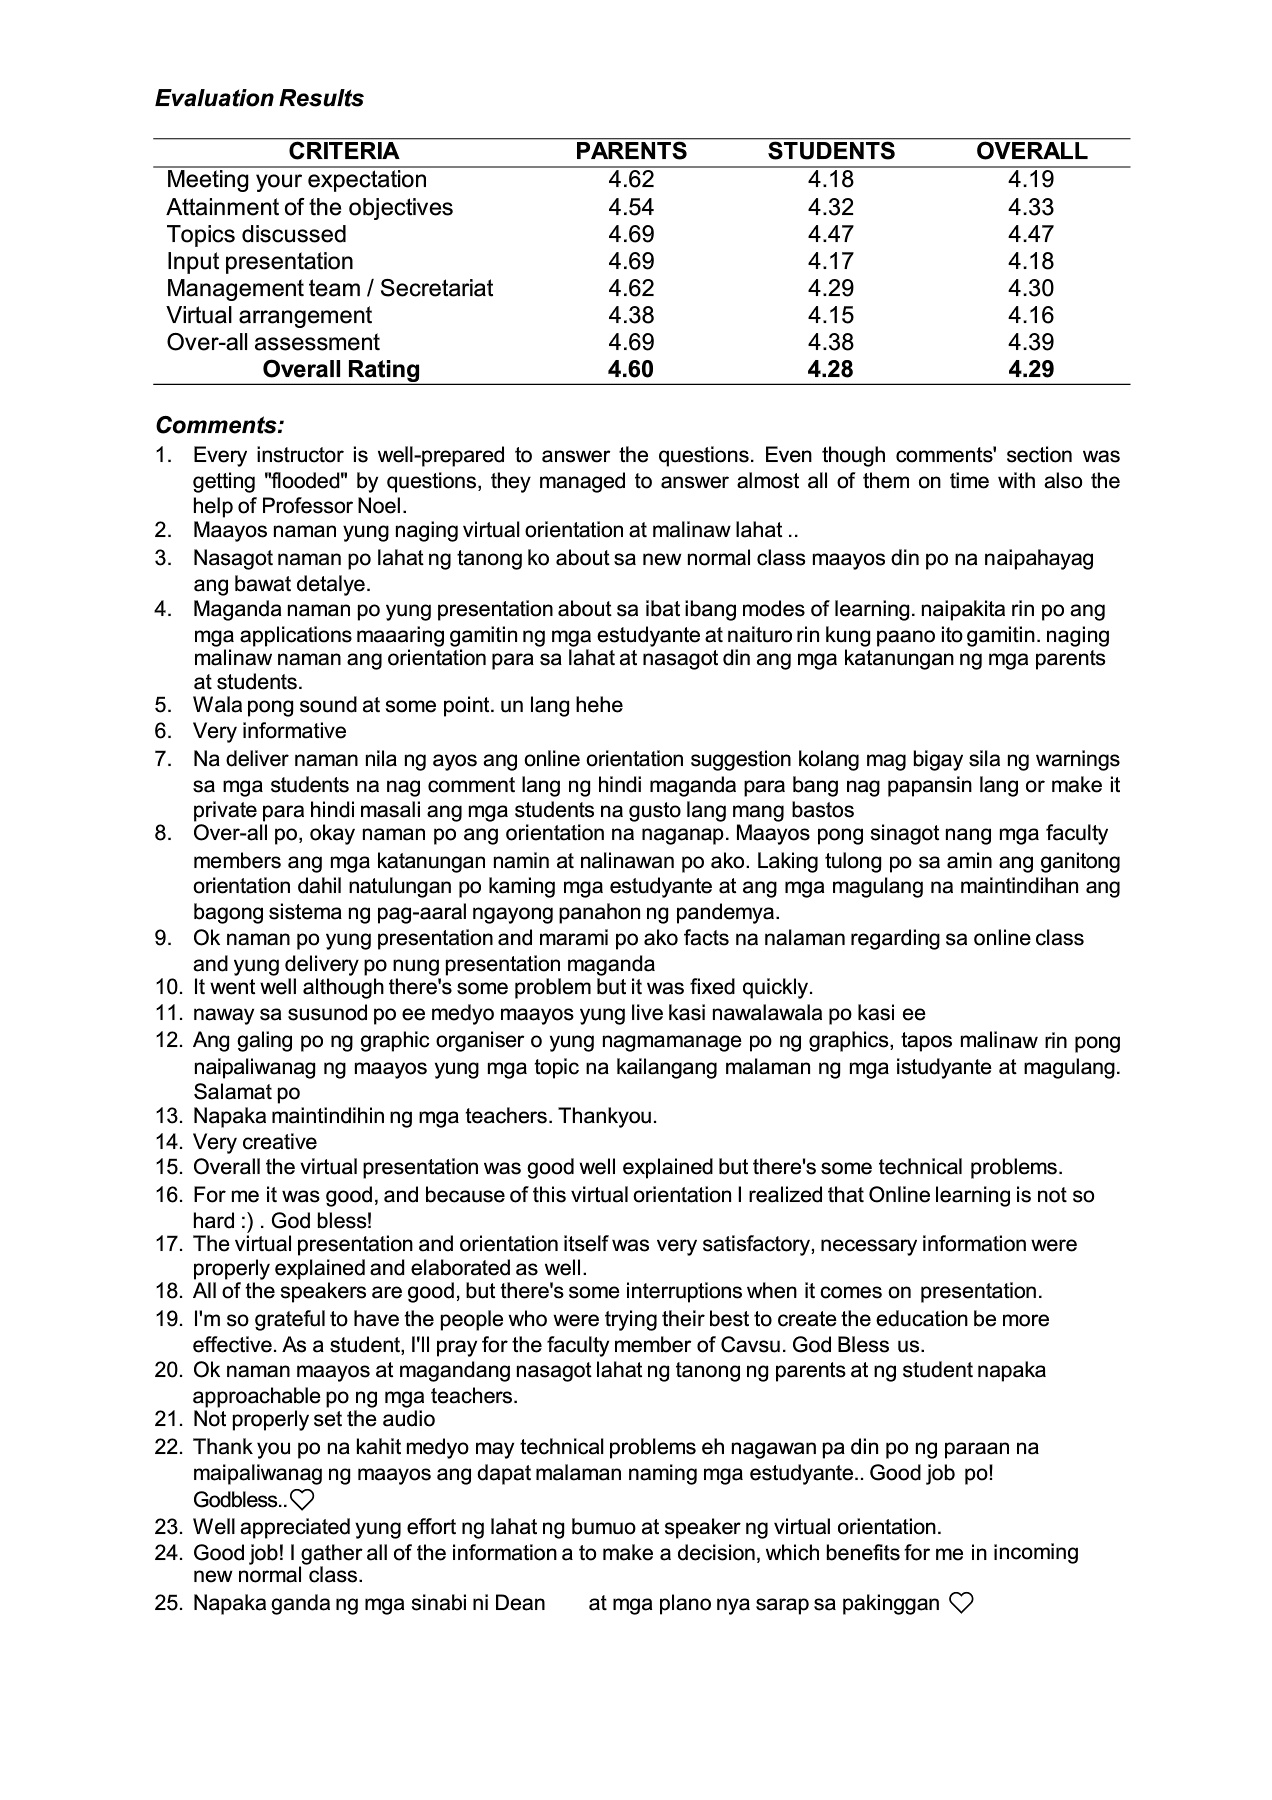 Evaluation Results
CRITERIA PARENTS STUDENTS OVERALL
Meeting your expectation 4.62 4.18 4.19
Attainment of the objectives 4.54 4.32 4.33
Topics discussed 4.69 4.47 4.47
Input presentation 4.69 4.17 4.18
Management team / Secretariat 4.62 4.29 4.30
Virtual arrangement 4.38 4.15 4.16
Over-all assessment 4.69 4.38 4.39
Overall Rating 4.60 4.28 4.29
Comments:
1. Every instructor is well-prepared to answer the questions. Even though comments' section was
getting "flooded" by questions, they managed to answer almost all of them on time with also the
help of Professor Noel.
2. Maayos naman yung naging virtual orientation at malinaw lahat ..
3. Nasagot naman po lahat ng tanong ko about sa new normal class maayos din po na naipahayag
ang bawat detalye.
4. Maganda naman po yung presentation about sa ibat ibang modes of learning. naipakita rin po ang
mga applications maaaring gamitin ng mga estudyante at naituro rin kung paano ito gamitin. naging
malinaw naman ang orientation para sa lahat at nasagot din ang mga katanungan ng mga parents
at students.
5. Wala pong sound at some point. un lang hehe
6. Very informative
7. Na deliver naman nila ng ayos ang online orientation suggestion kolang mag bigay sila ng warnings
sa mga students na nag comment lang ng hindi maganda para bang nag papansin lang or make it
private para hindi masali ang mga students na gusto lang mang bastos
8. Over-all po, okay naman po ang orientation na naganap. Maayos pong sinagot nang mga faculty
members ang mga katanungan namin at nalinawan po ako. Laking tulong po sa amin ang ganitong
orientation dahil natulungan po kaming mga estudyante at ang mga magulang na maintindihan ang
bagong sistema ng pag-aaral ngayong panahon ng pandemya.
9. Ok naman po yung presentation and marami po ako facts na nalaman regarding sa online class
and yung delivery po nung presentation maganda
10. It went well although there's some problem but it was fixed quickly.
11. naway sa susunod po ee medyo maayos yung live kasi nawalawala po kasi ee
12. Ang galing po ng graphic organiser o yung nagmamanage po ng graphics, tapos malinaw rin pong
naipaliwanag ng maayos yung mga topic na kailangang malaman ng mga istudyante at magulang.
Salamat po
13. Napaka maintindihin ng mga teachers. Thankyou.
14. Very creative
15. Overall the virtual presentation was good well explained but there's some technical problems.
16. For me it was good, and because of this virtual orientation I realized that Online learning is not so
hard :) . God bless!
17. The virtual presentation and orientation itself was very satisfactory, necessary information were
properly explained and elaborated as well.
18. All of the speakers are good, but there's some interruptions when it comes on presentation.
19. I'm so grateful to have the people who were trying their best to create the education be more
effective. As a student, I'll pray for the faculty member of Cavsu. God Bless us.
20. Ok naman maayos at magandang nasagot lahat ng tanong ng parents at ng student napaka
approachable po ng mga teachers.
21. Not properly set the audio
22. Thank you po na kahit medyo may technical problems eh nagawan pa din po ng paraan na
maipaliwanag ng maayos ang dapat malaman naming mga estudyante.. Good job po!
Godbless..♡
23. Well appreciated yung effort ng lahat ng bumuo at speaker ng virtual orientation.
24. Good job! I gather all of the information a to make a decision, which benefits for me in incoming
new normal class.
25. Napaka ganda ng mga sinabi ni Dean at mga plano nya sarap sa pakinggan ♡